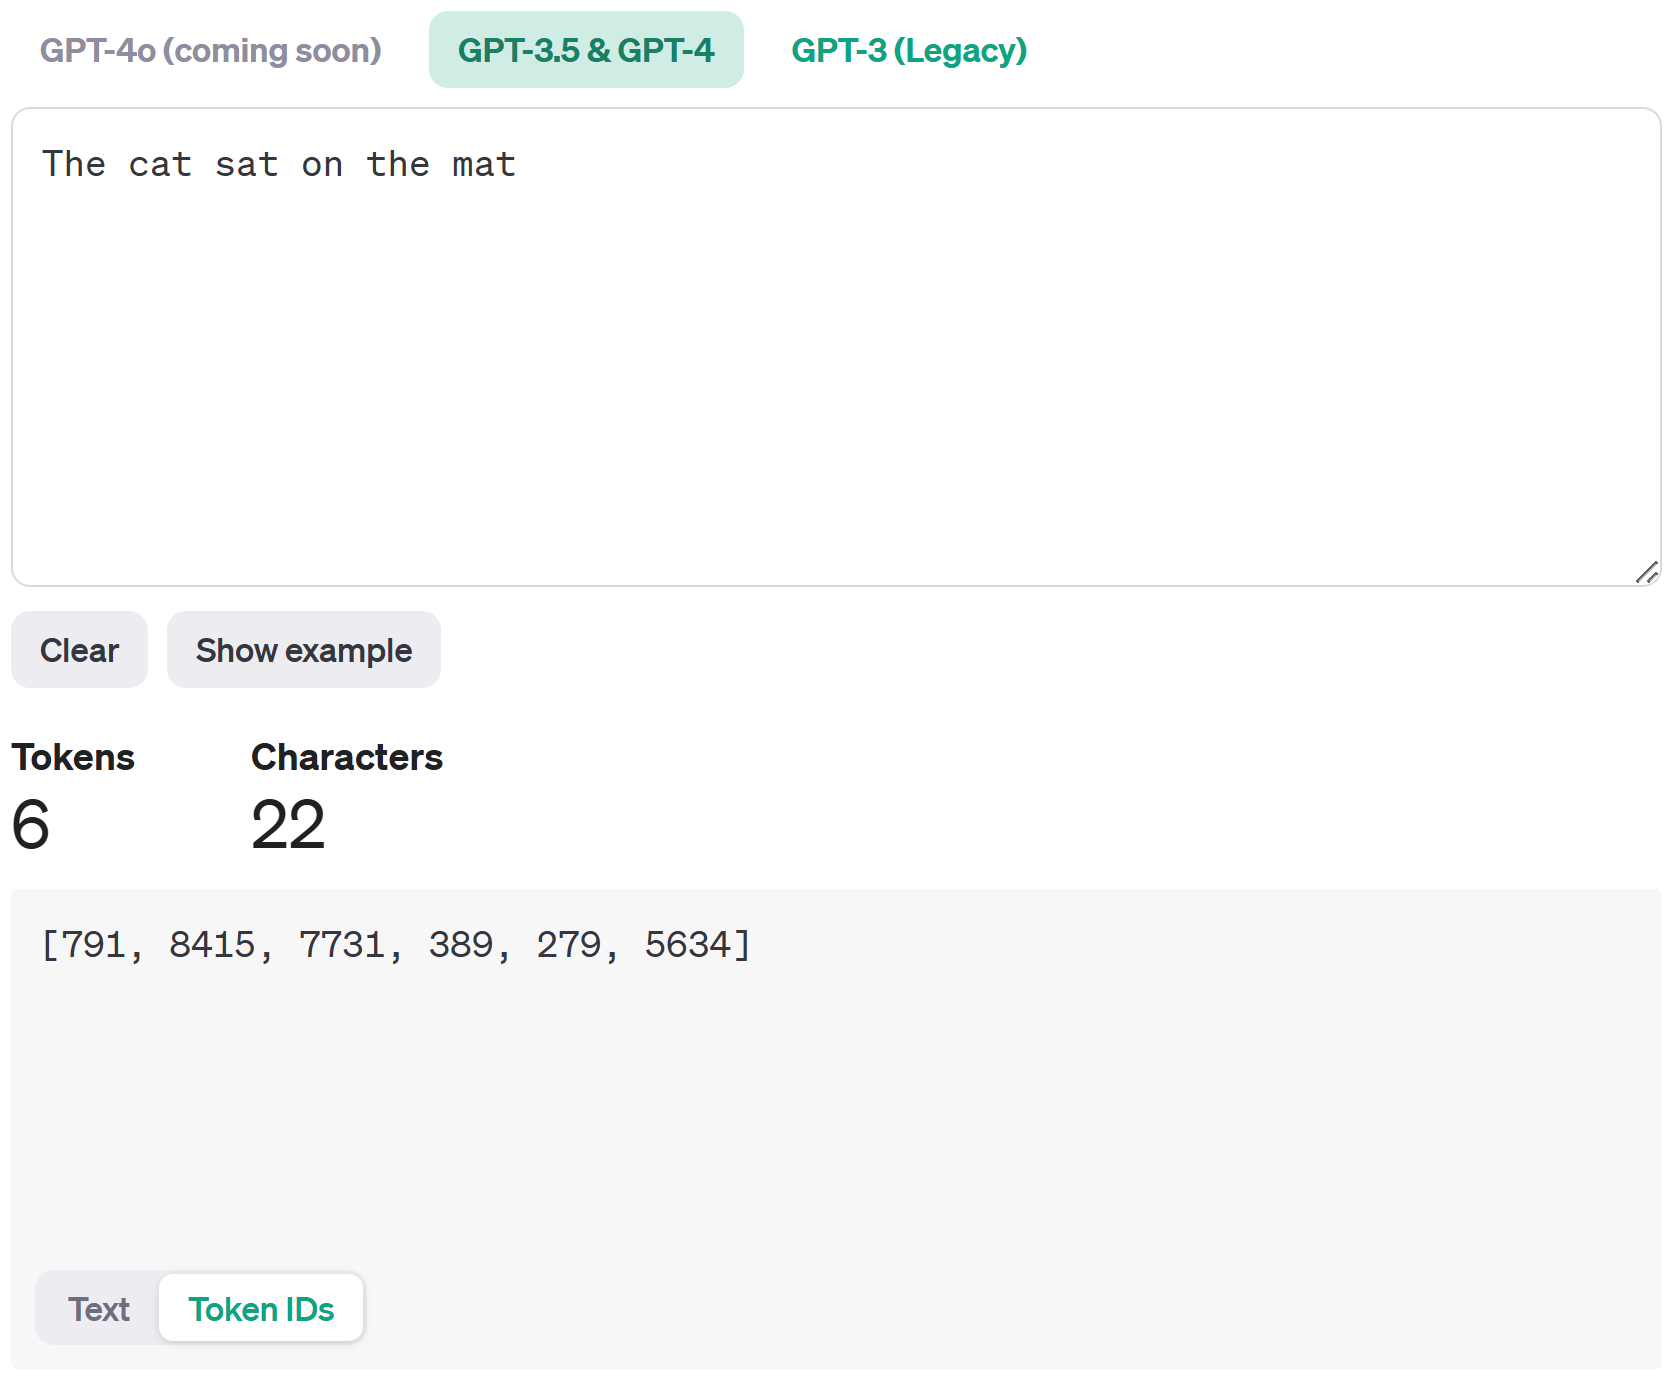 GPT-4o (coming soon) GPT-3.5 & GPT-4 GPT-3 (Legacy)
The cat sat on the mat
Clear Show example
Tokens Characters
6 22
[791, 8415, 7731, 389, 279, 5634]
Text Token IDs